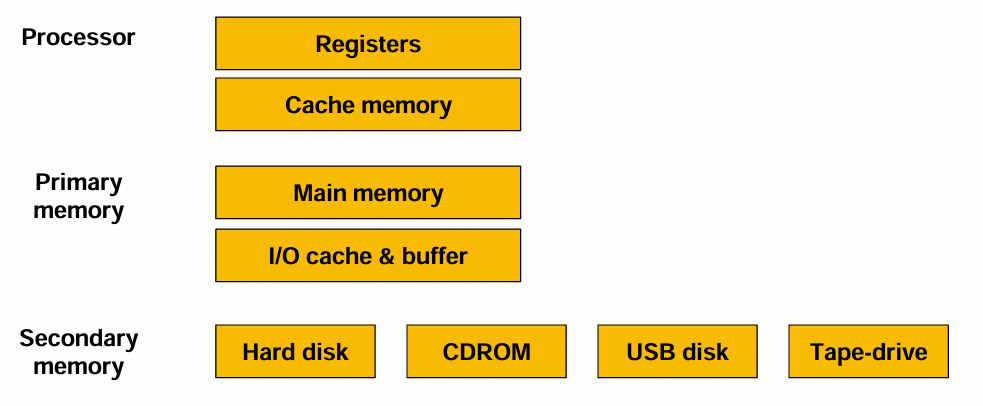 Processor
Registers
Cache memory
Primary
memory
Main memory
I/O cache & buffer
Secondary
memory
Hard disk
CDROM
USB disk
Tape-drive